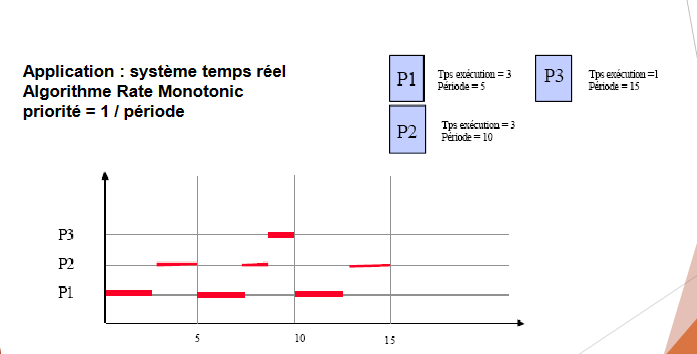 Application : système temps réel
Algorithme Rate Monotonic
priorité = 1 / période
P1
Tps exécution = 3
Période = 5
P3
Tps exécution =1
Période = 15
P2
Tps exécution = 3
Période = 10
P3
P2
P1
5
10
15